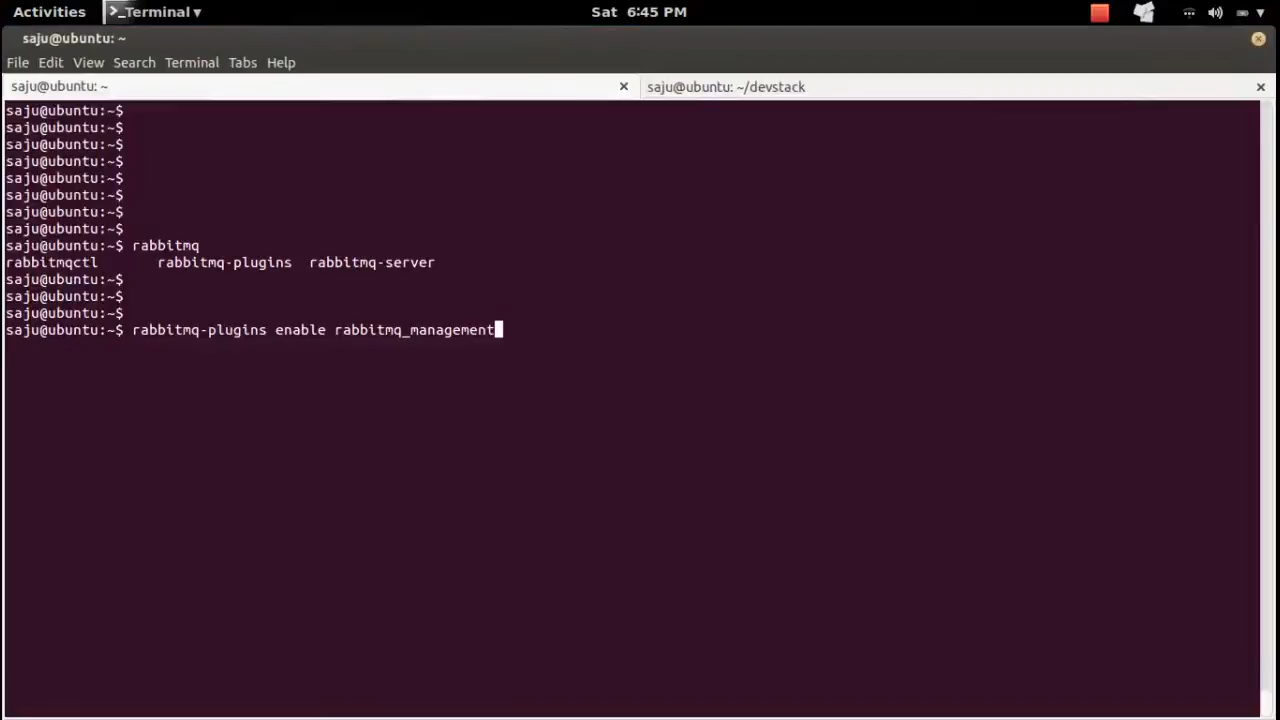 Activities >_Terminal ▾ Sat 6:45 PM
saju@ubuntu: ~
File Edit View Search Terminal Tabs Help
saju@ubuntu: ~ × saju@ubuntu: ~/devstack ×
saju@ubuntu:~$
saju@ubuntu:~$
saju@ubuntu:~$
saju@ubuntu:~$
saju@ubuntu:~$
saju@ubuntu:~$
saju@ubuntu:~$
saju@ubuntu:~$
saju@ubuntu:~$ rabbitmq
rabbitmqctl rabbitmq-plugins rabbitmq-server
saju@ubuntu:~$
saju@ubuntu:~$
saju@ubuntu:~$
saju@ubuntu:~$ rabbitmq-plugins enable rabbitmq_management